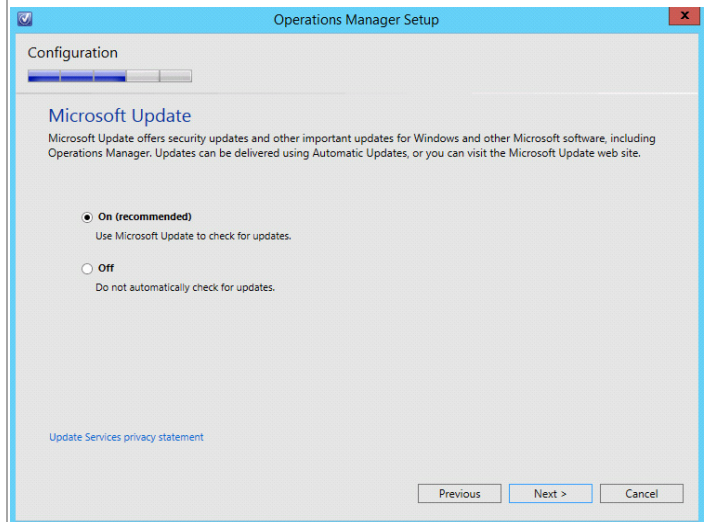 Operations Manager Setup
x
Configuration
Microsoft Update
Microsoft Update offers security updates and other important updates for Windows and other Microsoft software, including
Operations Manager. Updates can be delivered using Automatic Updates, or you can visit the Microsoft Update web site.
On (recommended)
Use Microsoft Update to check for updates.
Off
Do not automatically check for updates.
Update Services privacy statement
Previous Next > Cancel